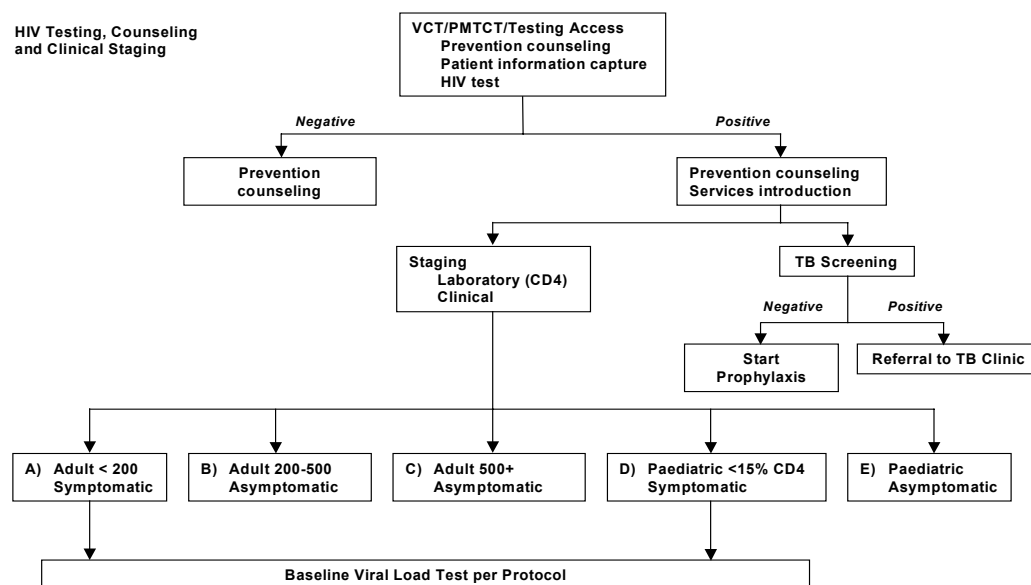 HIV Testing, Counseling
and Clinical Staging
VCT/PMTCT/Testing Access
Prevention counseling
Patient information capture
HIV test
Negative
Positive
Prevention
counseling
Prevention counseling
Services introduction
Staging
Laboratory (CD4)
Clinical
TB Screening
Negative
Positive
Start
Prophylaxis
Referral to TB Clinic
A) Adult < 200
Symptomatic
B) Adult 200-500
Asymptomatic
C) Adult 500+
Asymptomatic
D) Paediatric <15% CD4
Symptomatic
E) Paediatric
Asymptomatic
Baseline Viral Load Test per Protocol